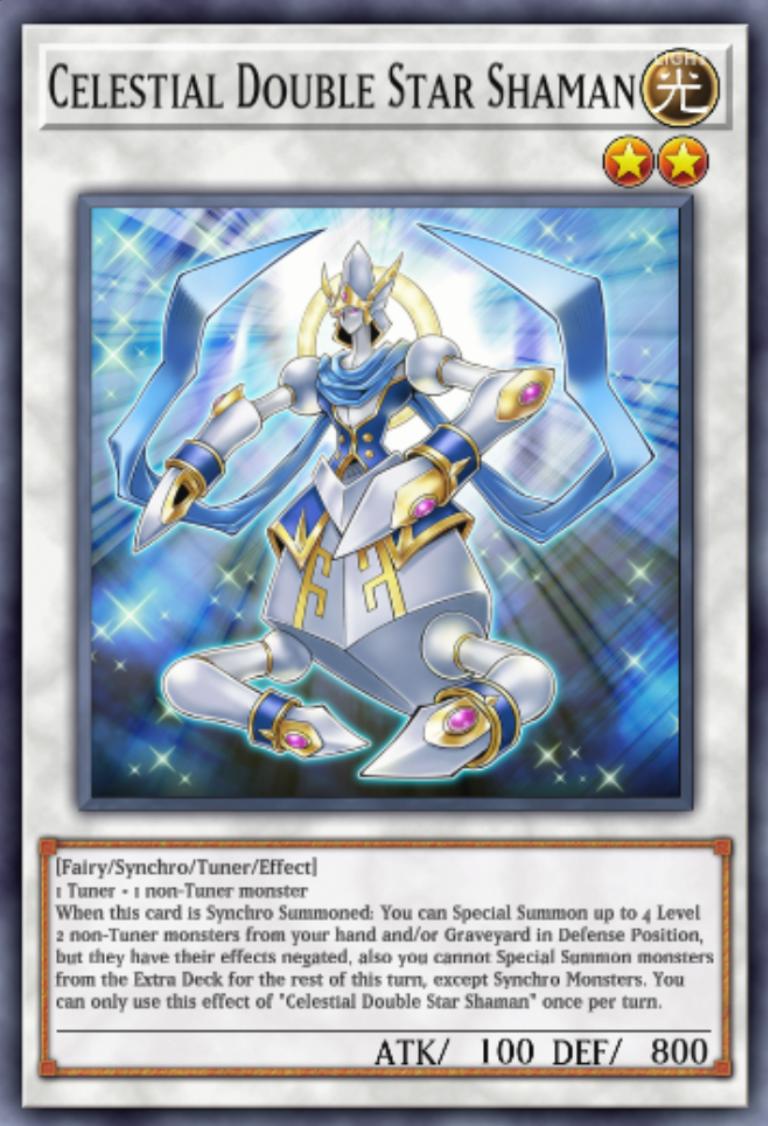 Celestial Double Star Shaman
LIGHT
光
[Fairy/Synchro/Tuner/Effect]
1 Tuner + 1 non-Tuner monster
When this card is Synchro Summoned: You can Special Summon up to 4 Level
2 non-Tuner monsters from your hand and/or Graveyard in Defense Position,
but they have their effects negated, also you cannot Special Summon monsters
from the Extra Deck for the rest of this turn, except Synchro Monsters. You
can only use this effect of "Celestial Double Star Shaman" once per turn.
ATK/ 100 DEF/ 800